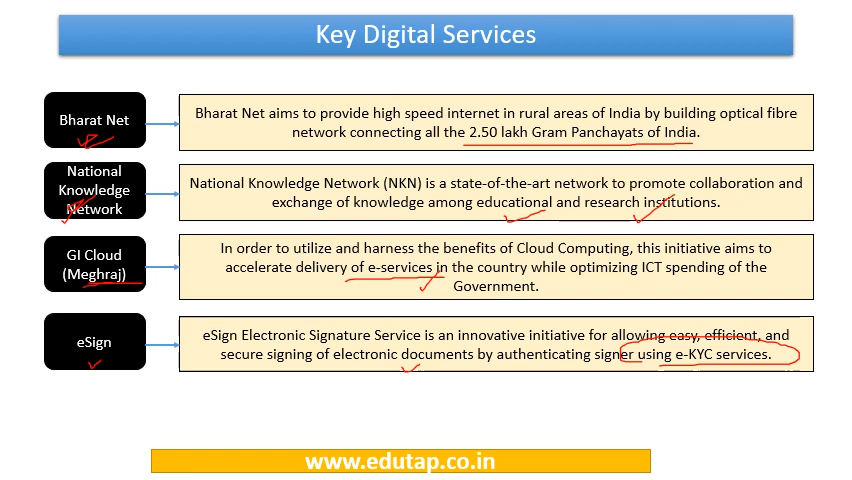 Key Digital Services
Bharat Net
Bharat Net aims to provide high speed internet in rural areas of India by building optical fibre
network connecting all the 2.50 lakh Gram Panchayats of India.
National
Knowledge
Network
National Knowledge Network (NKN) is a state-of-the-art network to promote collaboration and
exchange of knowledge among educational and research institutions.
GI Cloud
(Meghraj)
In order to utilize and harness the benefits of Cloud Computing, this initiative aims to
accelerate delivery of e-services in the country while optimizing ICT spending of the
Government.
eSign
eSign Electronic Signature Service is an innovative initiative for allowing easy, efficient, and
secure signing of electronic documents by authenticating signer using e-KYC services.
www.edutap.co.in